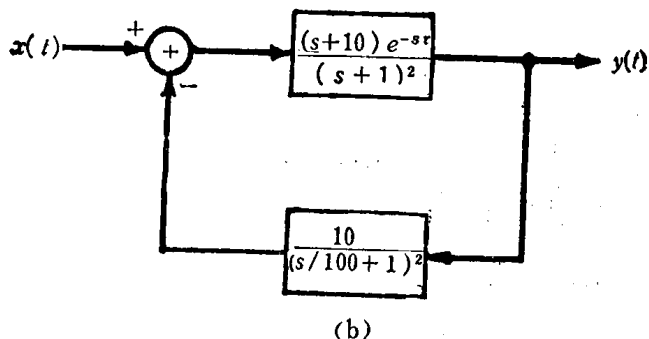 x(t)
+
+
−
(s+10) e^{-sτ}
(s+1)²
y(t)
10
(s/100+1)²
(b)